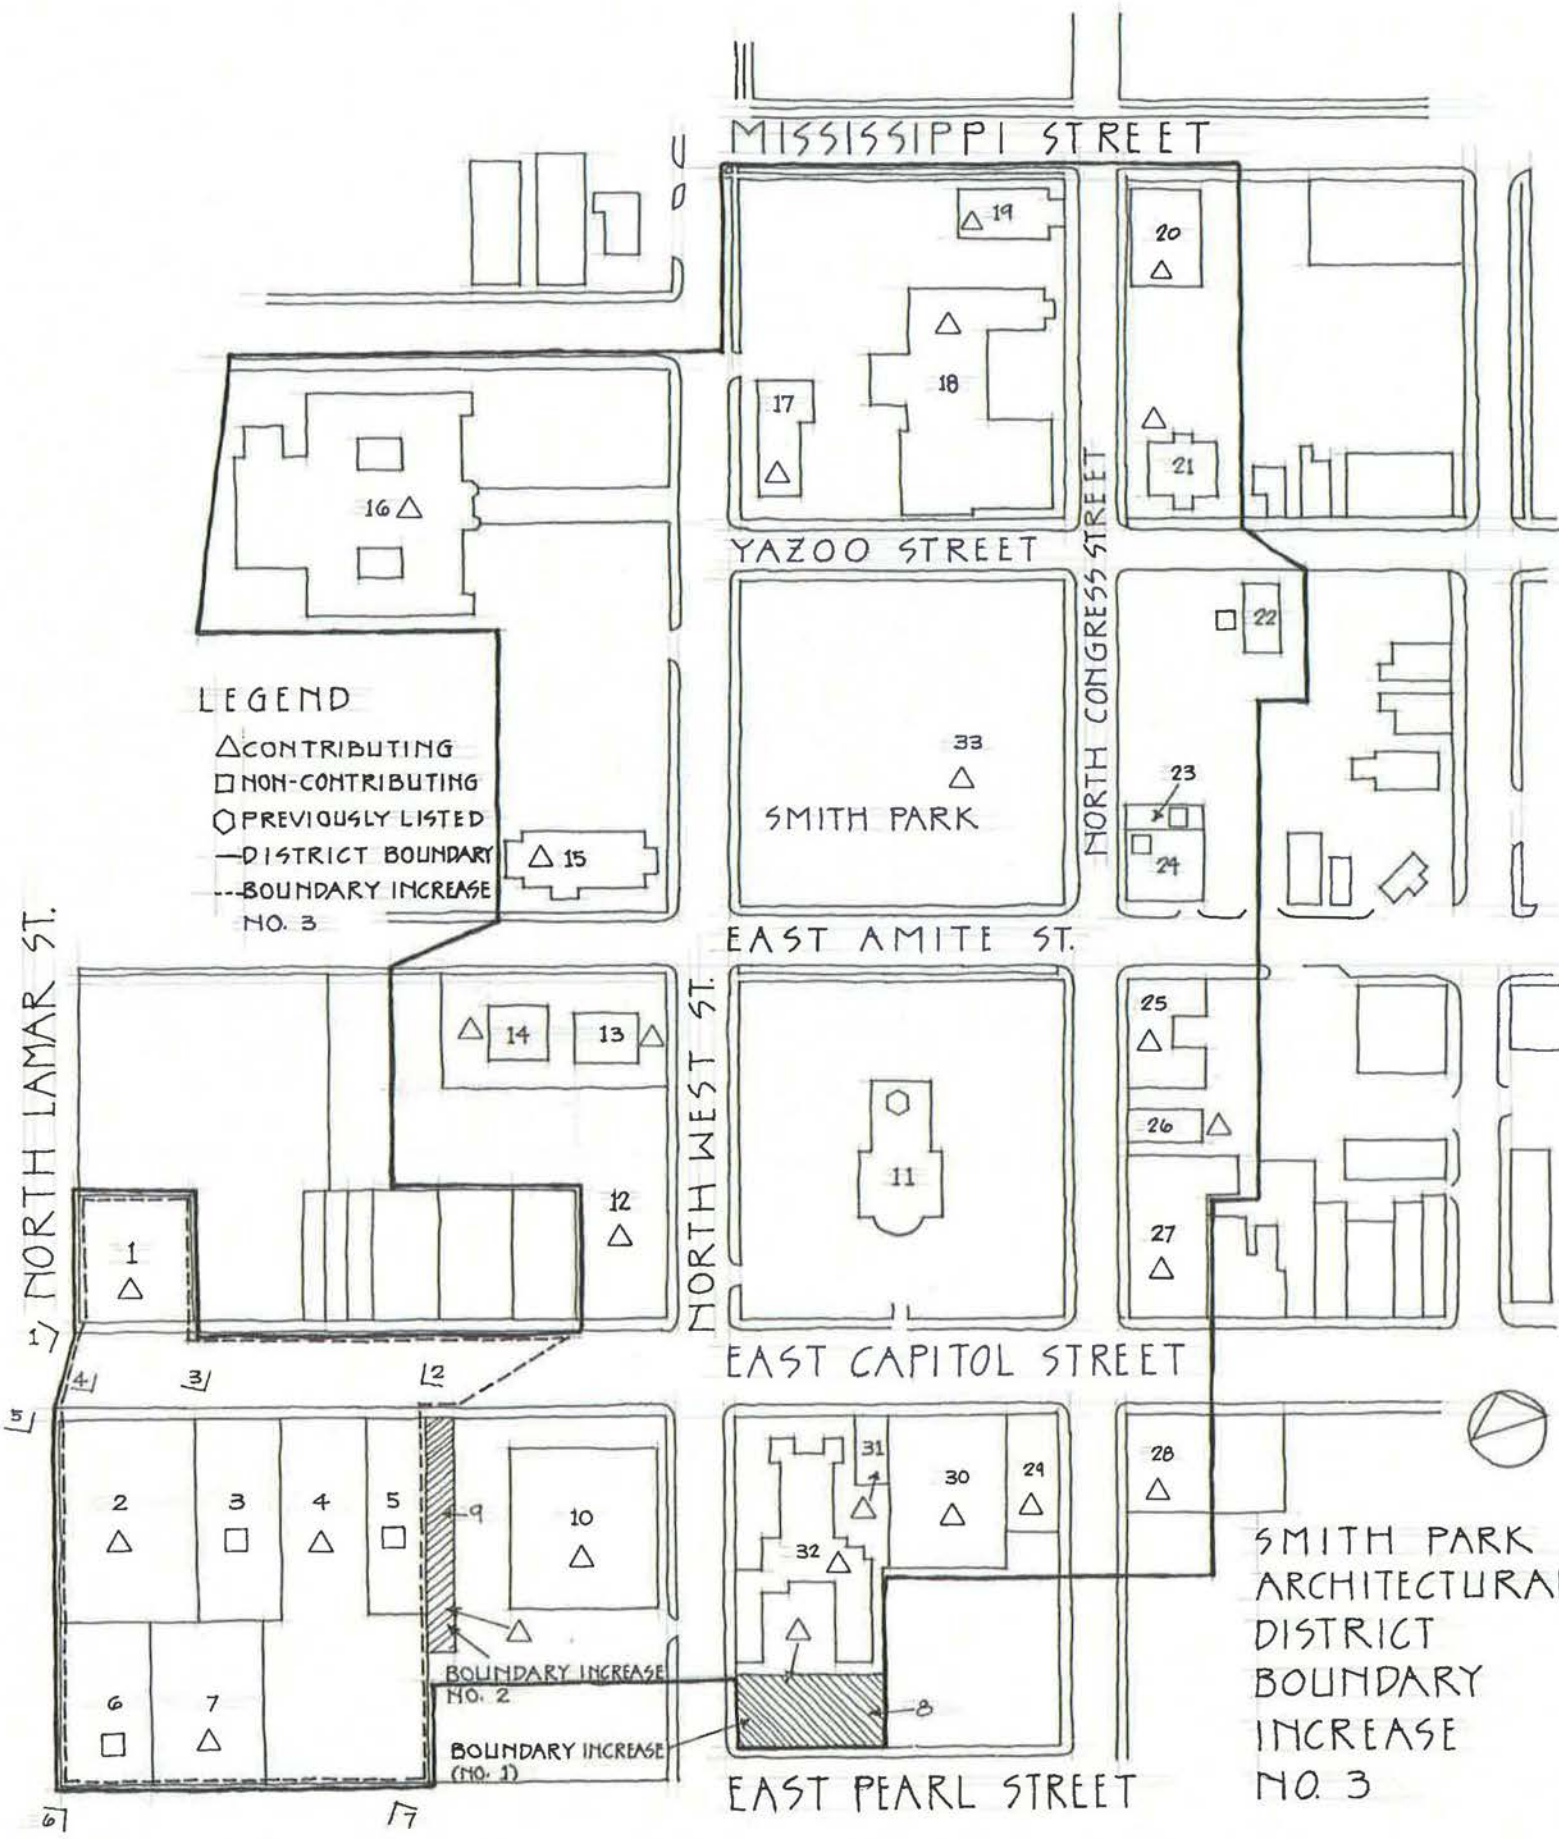 MISSISSIPPI STREET
19
20
18
17
21
16
NORTH CONGRESS STREET
YAZOO STREET
22
LEGEND
CONTRIBUTING
NON-CONTRIBUTING
PREVIOUSLY LISTED
DISTRICT BOUNDARY
BOUNDARY INCREASE
NO. 3
33
SMITH PARK
23
24
15
EAST AMITE ST.
NORTH LAMAR ST.
NORTH WEST ST.
14
13
25
26
11
12
1
27
EAST CAPITOL STREET
1
4
3
2
5
2
3
4
5
9
10
31
30
29
28
32
SMITH PARK
ARCHITECTURA
DISTRICT
BOUNDARY
INCREASE
NO. 3
BOUNDARY INCREASE
NO. 2
6
7
8
BOUNDARY INCREASE
(NO. 1)
EAST PEARL STREET
6
7